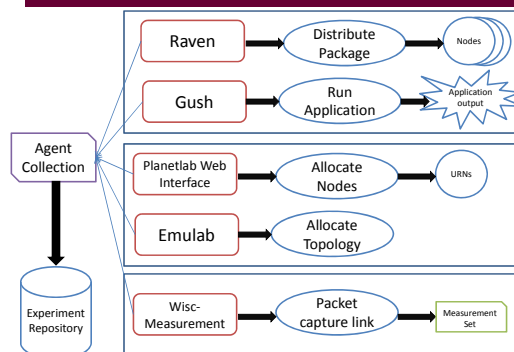 Raven
Distribute
Package
Nodes
Gush
Run
Application
Application
output
Agent
Collection
Planetlab Web
Interface
Allocate
Nodes
URNs
Emulab
Allocate
Topology
Experiment
Repository
Wisc-
Measurement
Packet
capture link
Measurement
Set